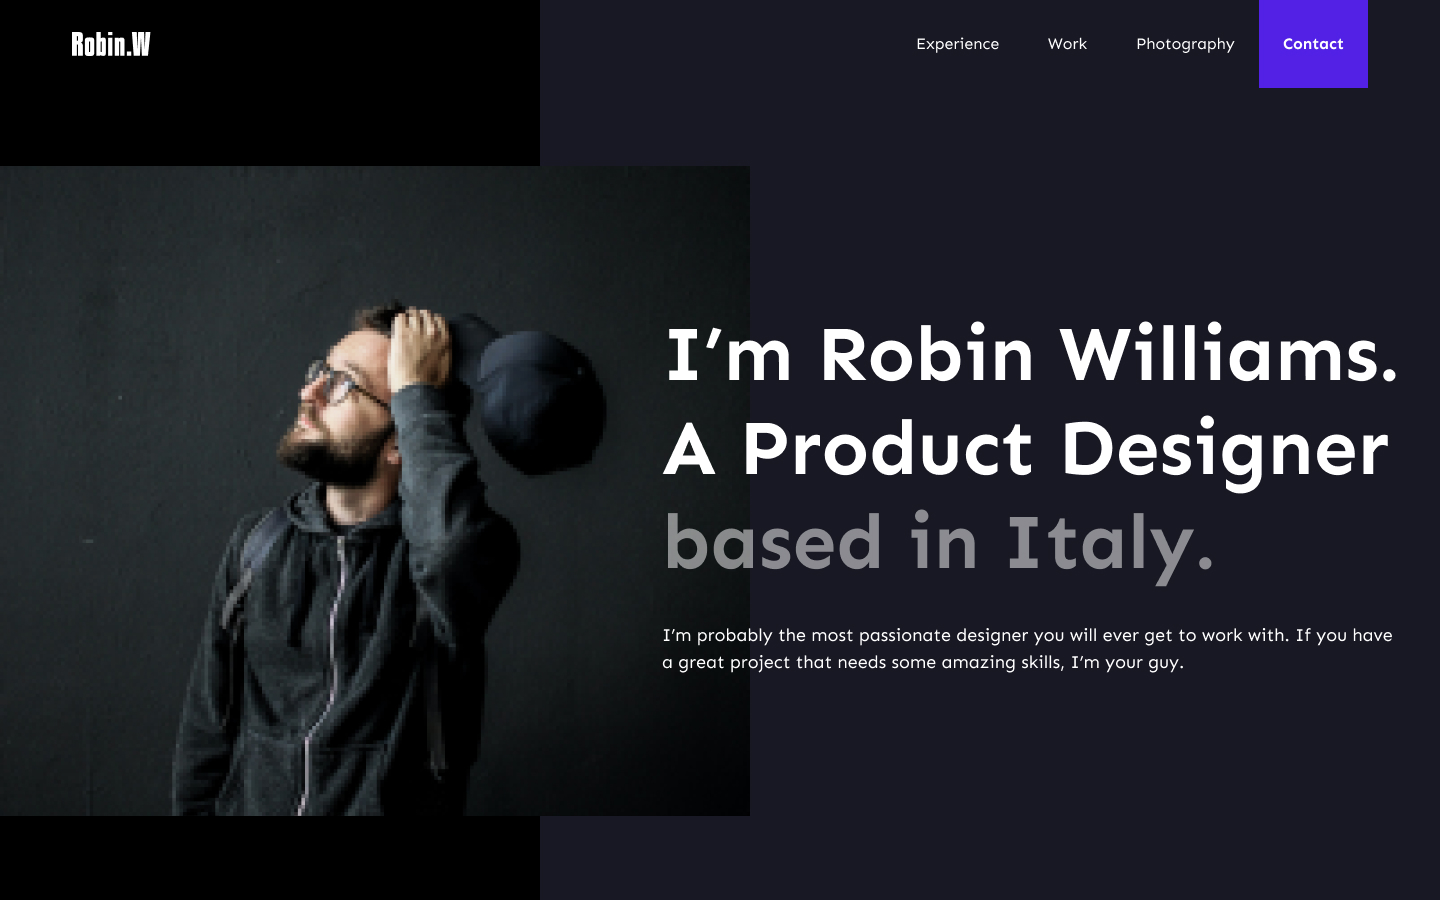 Robin.W
Experience
Work
Photography
Contact
I’m Robin Williams.
A Product Designer
based in Italy.
I’m probably the most passionate designer you will ever get to work with. If you have
a great project that needs some amazing skills, I’m your guy.